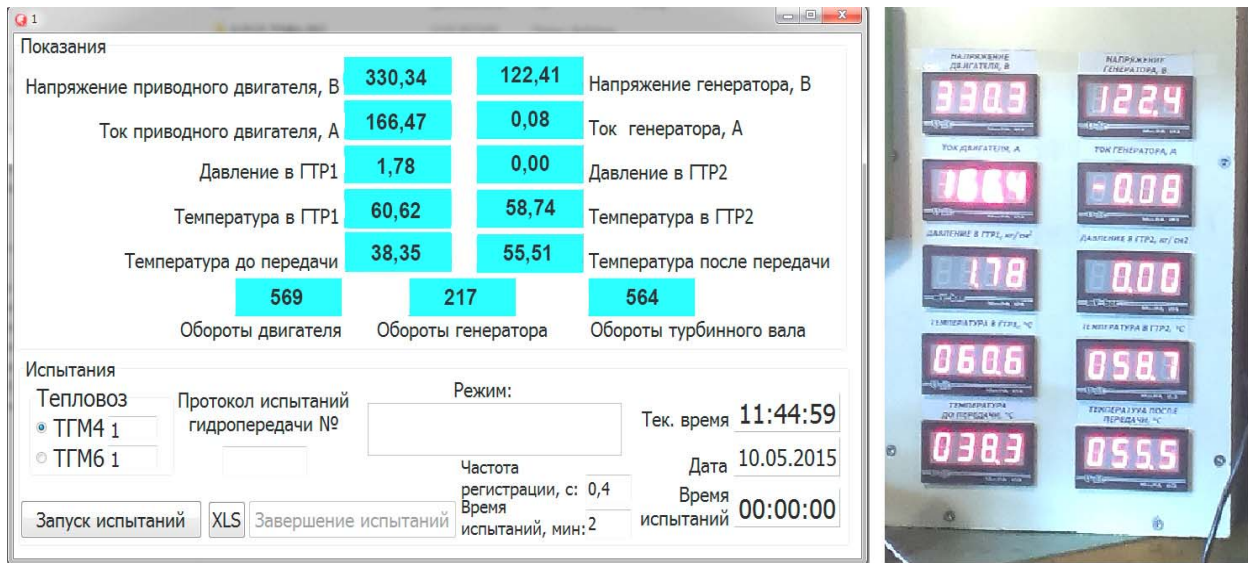 1
Показания
Напряжение приводного двигателя, В 330,34 122,41 Напряжение генератора, В
Ток приводного двигателя, А 166,47 0,08 Ток генератора, А
Давление в ГТР1 1,78 0,00 Давление в ГТР2
Температура в ГТР1 60,62 58,74 Температура в ГТР2
Температура до передачи 38,35 55,51 Температура после передачи
569 217 564
Обороты двигателя Обороты генератора Обороты турбинного вала
Испытания
Тепловоз
ТГМ4 1
ТГМ6 1
Протокол испытаний
гидропередачи №
Режим:
Частота
регистрации, с: 0,4
Время
испытаний, мин: 2
Тек. время 11:44:59
Дата 10.05.2015
Время
испытаний 00:00:00
Запуск испытаний XLS Завершение испытаний
НАПРЯЖЕНИЕ
ДВИГАТЕЛЯ, В
330.3
НАПРЯЖЕНИЕ
ГЕНЕРАТОРА, В
122.4
ТОК ДВИГАТЕЛЯ, А
166.4
ТОК ГЕНЕРАТОРА, А
-0.08
ДАВЛЕНИЕ В ГТР1, кг/см²
1.78
ДАВЛЕНИЕ В ГТР2, кг/см2
0.00
ТЕМПЕРАТУРА В ГТР1, °С
060.6
ТЕМПЕРАТУРА В ГТР2, °С
058.7
ТЕМПЕРАТУРА
ДО ПЕРЕДАЧИ, °С
038.3
ТЕМПЕРАТУРА ПОСЛЕ
ПЕРЕДАЧИ, °С
055.5